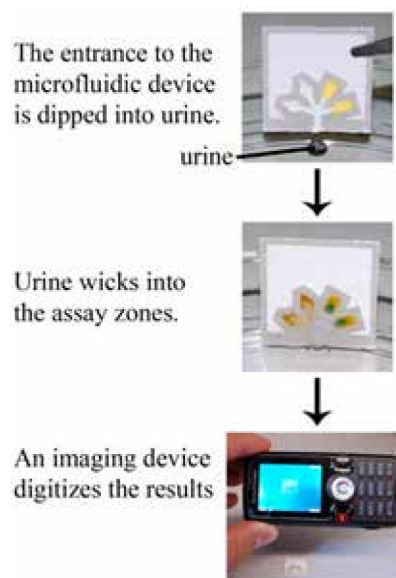 The entrance to the
microfluidic device
is dipped into urine.
urine
Urine wicks into
the assay zones.
An imaging device
digitizes the results